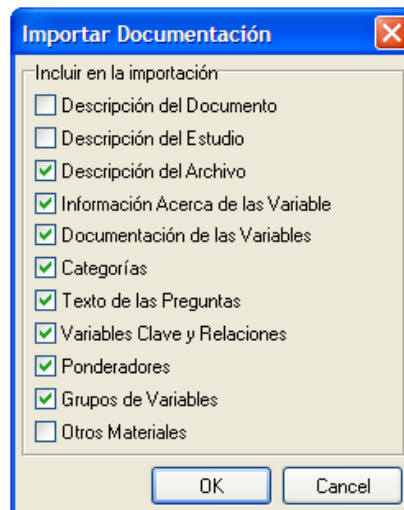 Importar Documentación
Incluir en la importación
Descripción del Documento
Descripción del Estudio
Descripción del Archivo
Información Acerca de las Variable
Documentación de las Variables
Categorías
Texto de las Preguntas
Variables Clave y Relaciones
Ponderadores
Grupos de Variables
Otros Materiales
OK Cancel